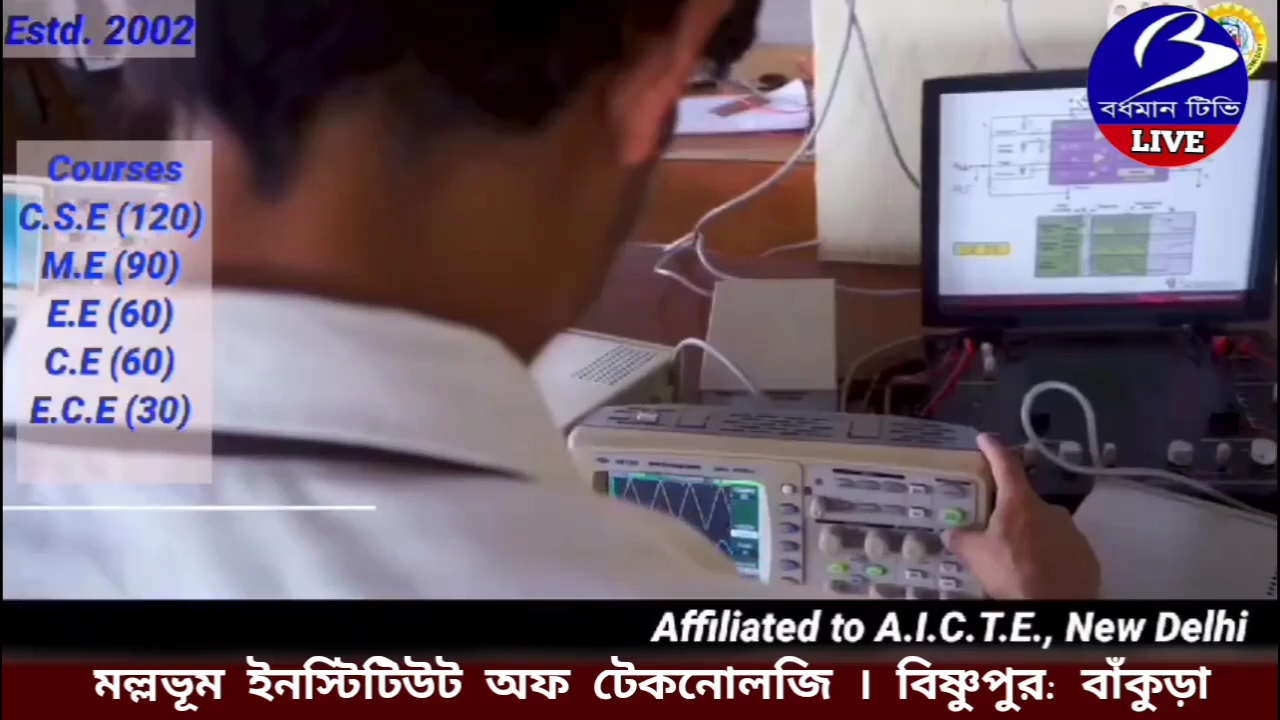 Estd. 2002
বর্ধমান টিভি
LIVE
Courses
C.S.E (120)
M.E (90)
E.E (60)
C.E (60)
E.C.E (30)
Affiliated to A.I.C.T.E., New Delhi
মল্লভূম ইনস্টিটিউট অফ টেকনোলজি । বিষ্ণুপুর: বাঁকুড়া